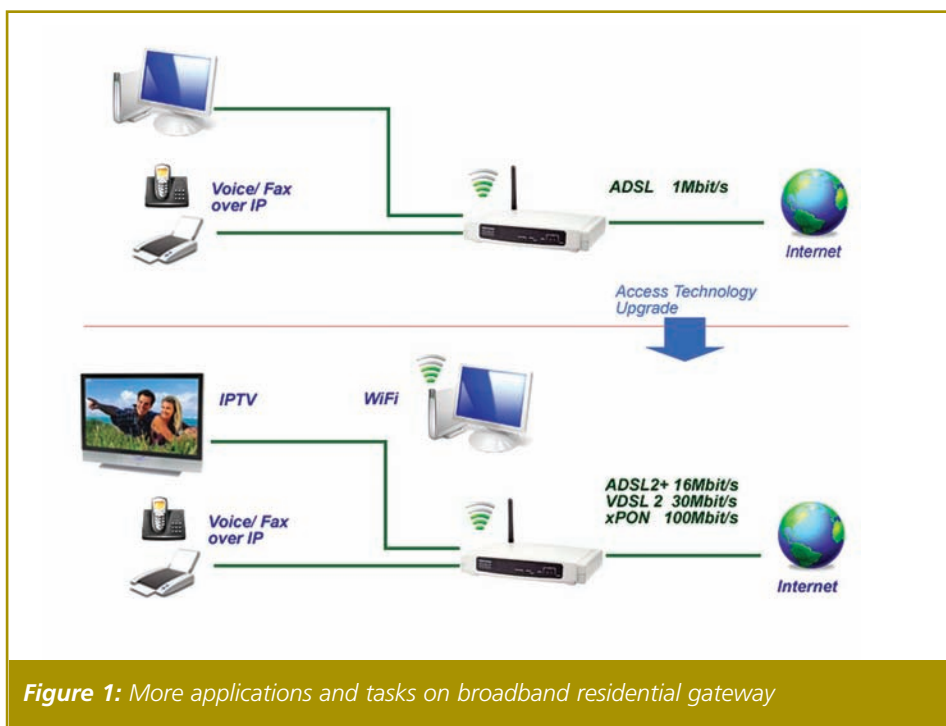 Voice/ Fax
over IP
ADSL 1Mbit/s
Internet
Access Technology
Upgrade
IPTV
WiFi
ADSL2+ 16Mbit/s
VDSL 2 30Mbit/s
xPON 100Mbit/s
Voice/ Fax
over IP
Internet
Figure 1: More applications and tasks on broadband residential gateway